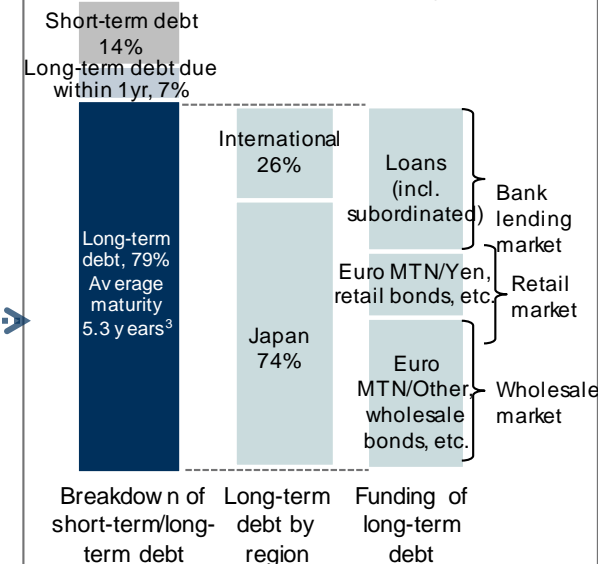 Short-term debt
14%
Long-term debt due
within 1yr, 7%
Long-term
debt, 79%
Average
maturity
5.3 years3
International
26%
Japan
74%
Loans
(incl.
subordinated)
Euro MTN/Yen,
retail bonds, etc.
Euro
MTN/Other,
wholesale
bonds, etc.
Bank
lending
market
Retail
market
Wholesale
market
Breakdown of
short-term/long-
term debt
Long-term
debt by
region
Funding of
long-term
debt